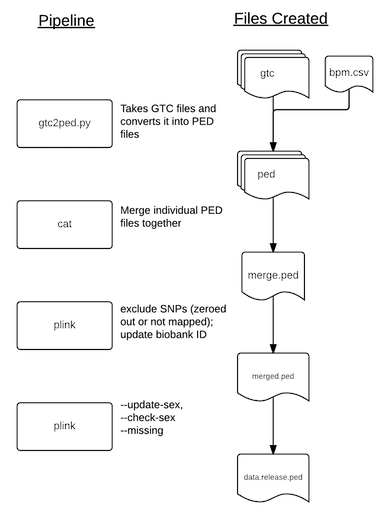 Pipeline
Files Created
gtc
bpm.csv
gtc2ped.py
Takes GTC files and
converts it into PED
files
ped
cat
Merge individual PED
files together
merge.ped
plink
exclude SNPs (zeroed
out or not mapped);
update biobank ID
merged.ped
plink
--update-sex,
--check-sex
--missing
data.release.ped